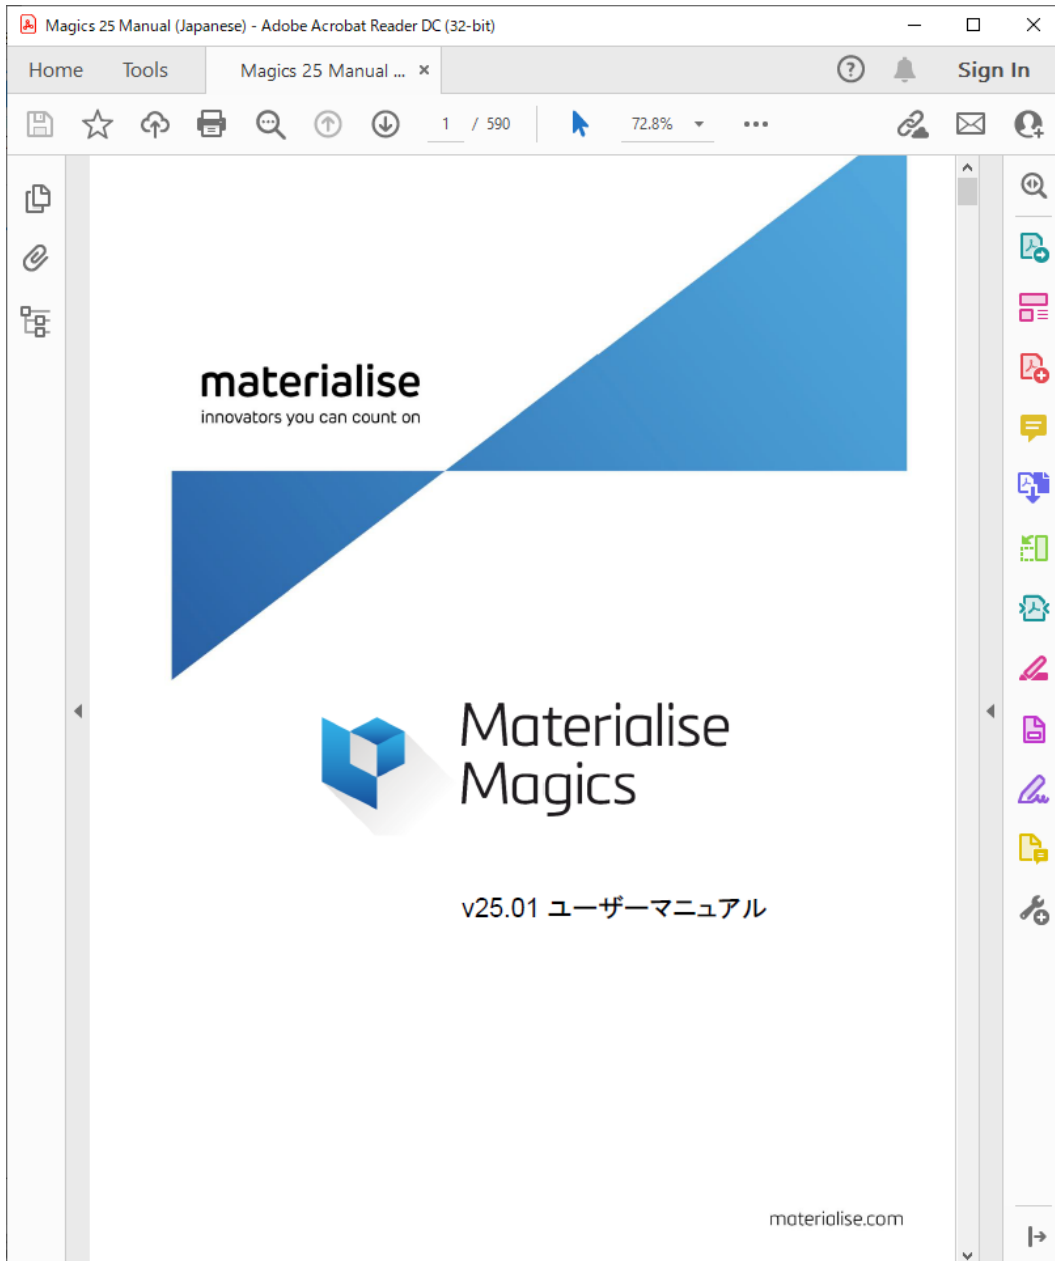 Magics 25 Manual (Japanese) - Adobe Acrobat Reader DC (32-bit)
Home Tools Magics 25 Manual ... × Sign In
1 / 590 72.8%
materialise
innovators you can count on
Materialise
Magics
v25.01 ユーザーマニュアル
materialise.com